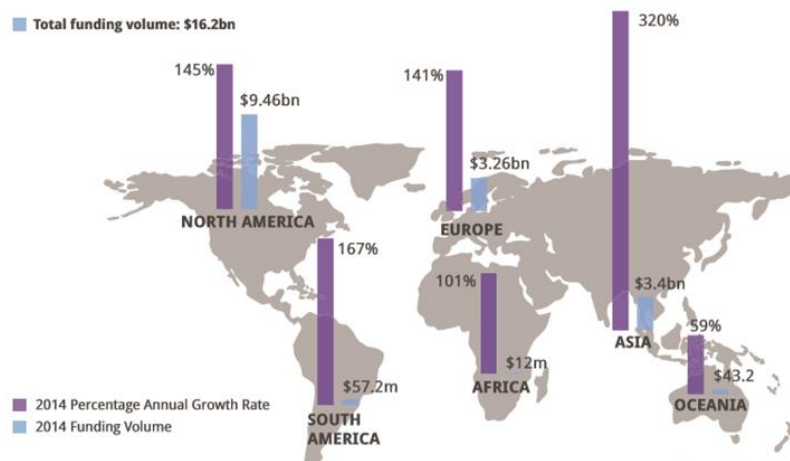 Total funding volume: $16.2bn
320%
145%
$9.46bn
NORTH AMERICA
141%
$3.26bn
EUROPE
167%
$57.2m
SOUTH
AMERICA
101%
$12m
AFRICA
$3.4bn
ASIA
59%
$43.2
OCEANIA
2014 Percentage Annual Growth Rate
2014 Funding Volume